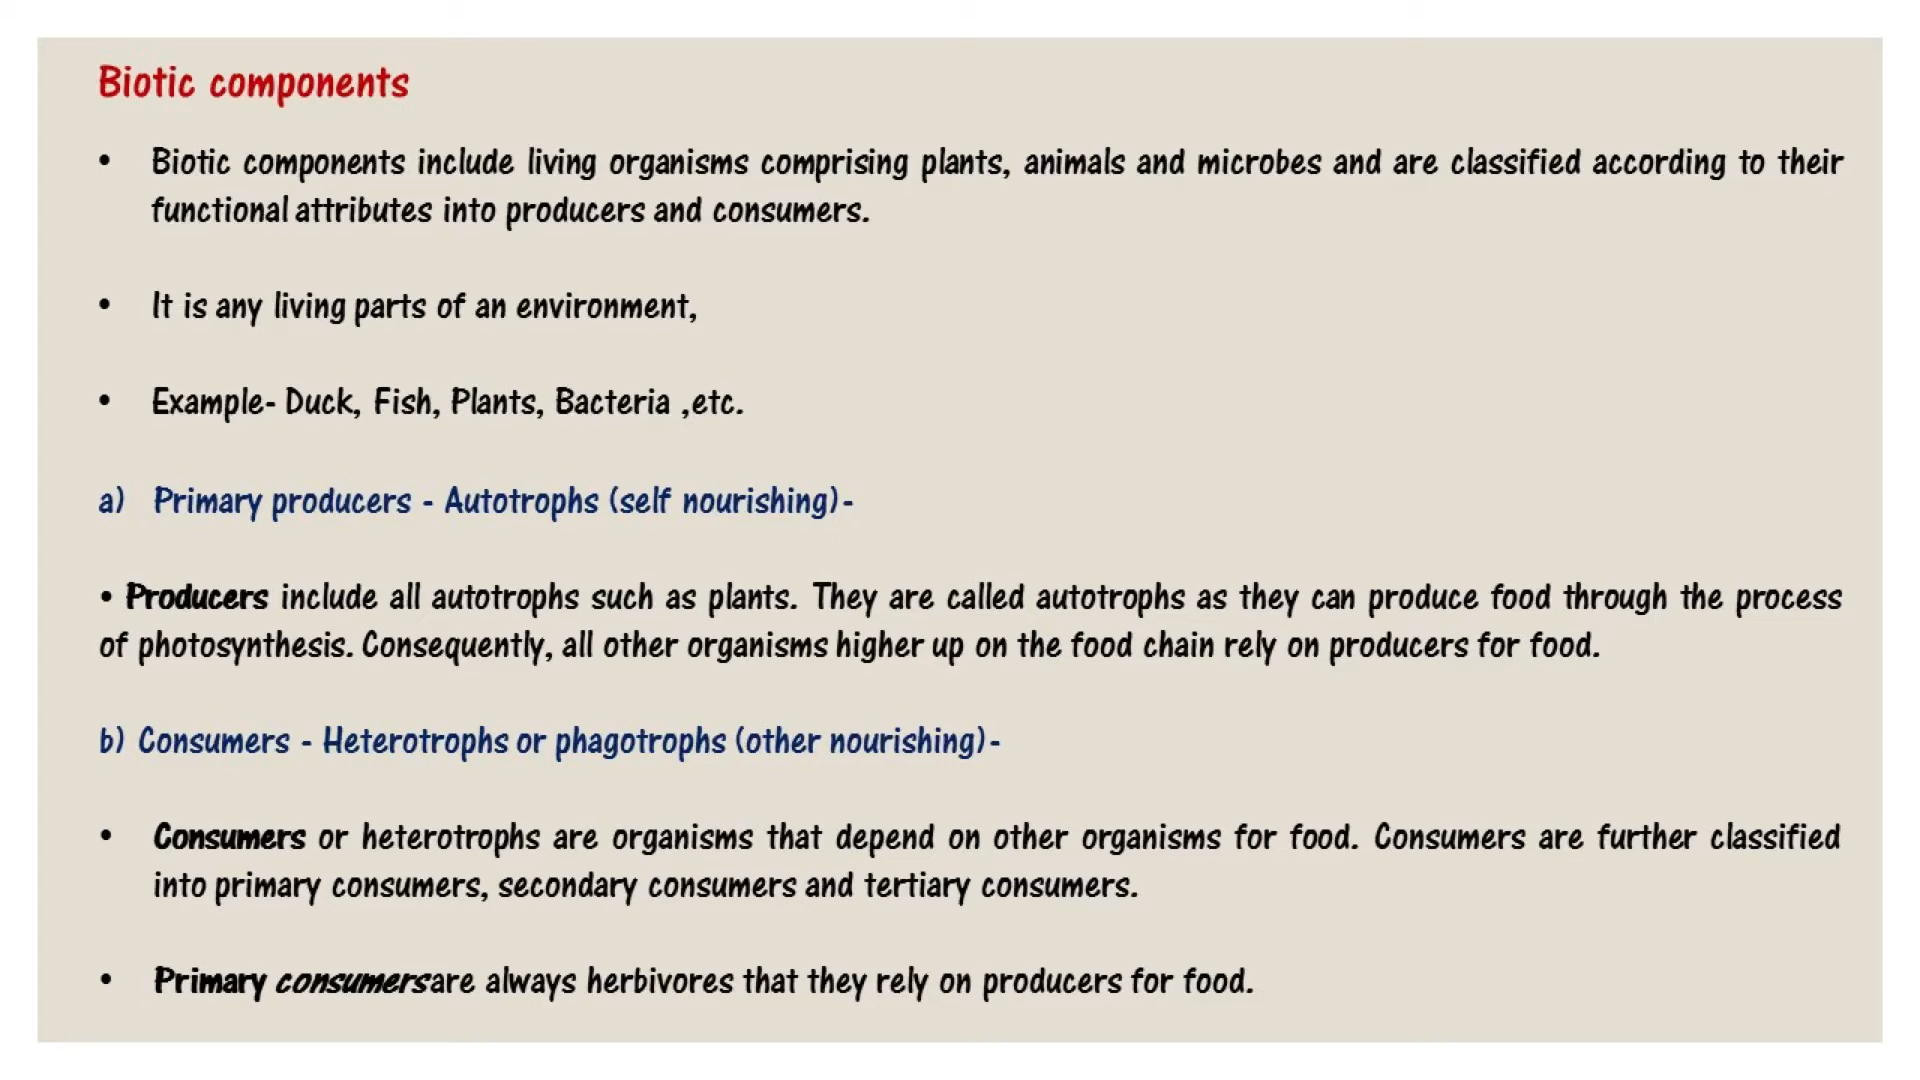 Biotic components
• Biotic components include living organisms comprising plants, animals and microbes and are classified according to their
functional attributes into producers and consumers.
• It is any living parts of an environment,
• Example- Duck, Fish, Plants, Bacteria ,etc.
a) Primary producers - Autotrophs (self nourishing)-
• Producers include all autotrophs such as plants. They are called autotrophs as they can produce food through the process
of photosynthesis. Consequently, all other organisms higher up on the food chain rely on producers for food.
b) Consumers - Heterotrophs or phagotrophs (other nourishing)-
• Consumers or heterotrophs are organisms that depend on other organisms for food. Consumers are further classified
into primary consumers, secondary consumers and tertiary consumers.
• Primary consumersare always herbivores that they rely on producers for food.